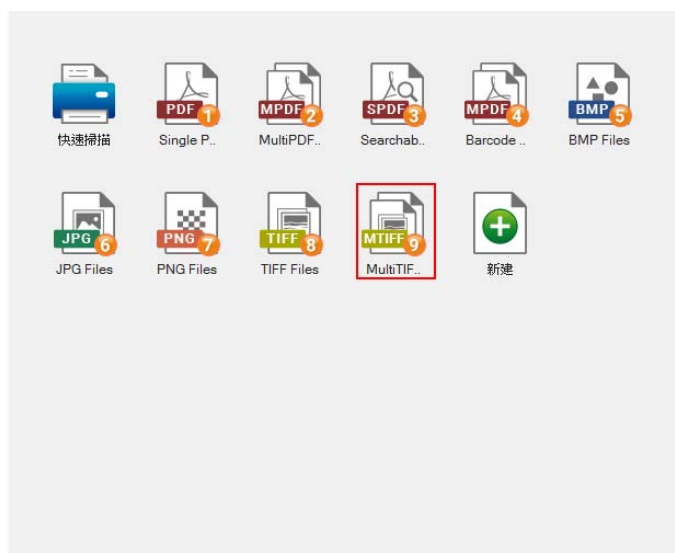 PDF 1
MPDF 2
SPDF 3
MPDF 4
BMP 5
快速掃描
Single P..
MultiPDF..
Searchab..
Barcode ..
BMP Files
JPG 6
PNG 7
TIFF 8
MTIFF 9
JPG Files
PNG Files
TIFF Files
MultiTIF..
新建